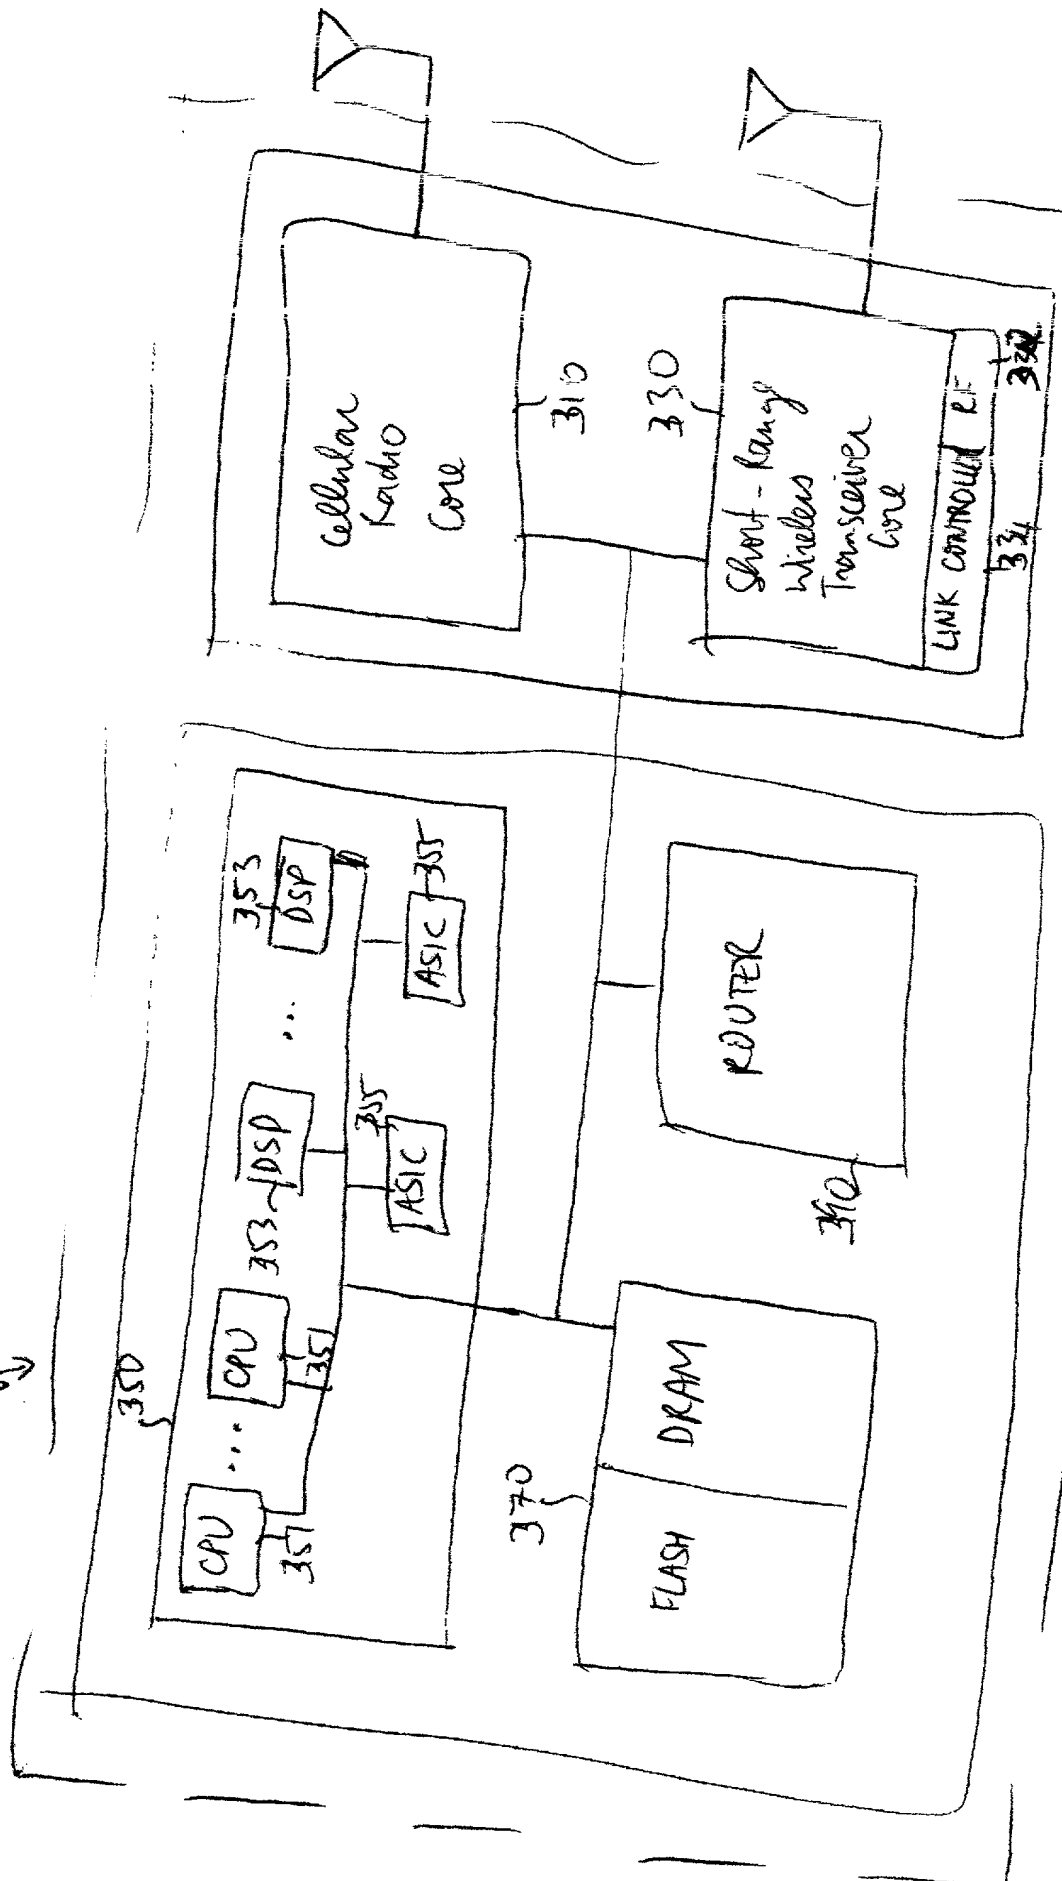 350
CPU
...
CPU
351
351
353
DSP
...
353
DSP
355
ASIC
355
ASIC
370
FLASH
DRAM
390
ROUTER
Cellular
Radio
Core
310
330
Short-Range
Wireless
Transceiver
Core
LINK CONTROLLER
RF
334